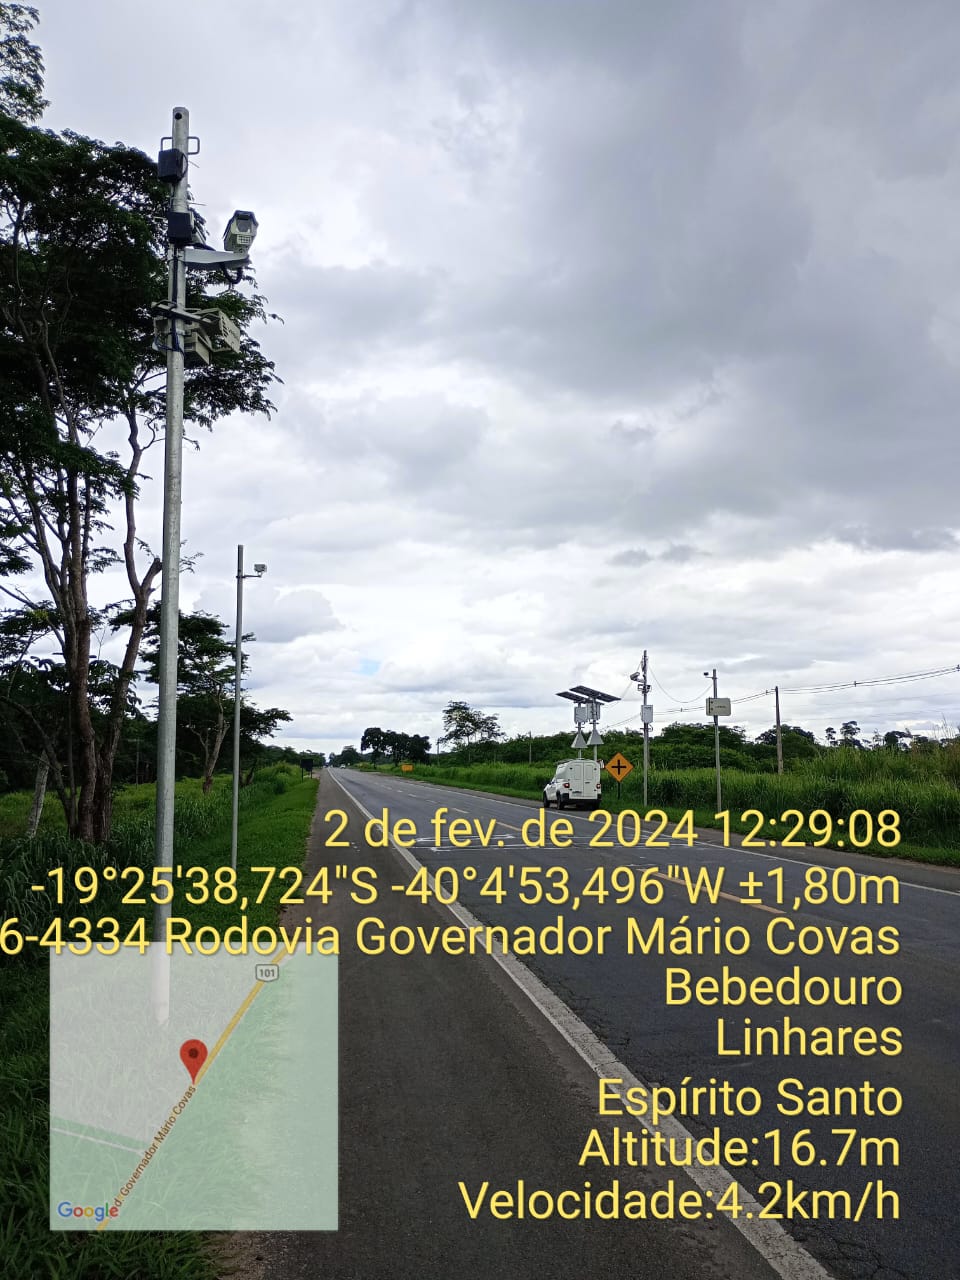 2 de fev. de 2024 12:29:08
-19°25'38,724"S -40°4'53,496"W ±1,80m
6-4334 Rodovia Governador Mário Covas
Bebedouro
Linhares
Espírito Santo
Altitude:16.7m
Velocidade:4.2km/h
101
d. Governador Mário Covas
Google